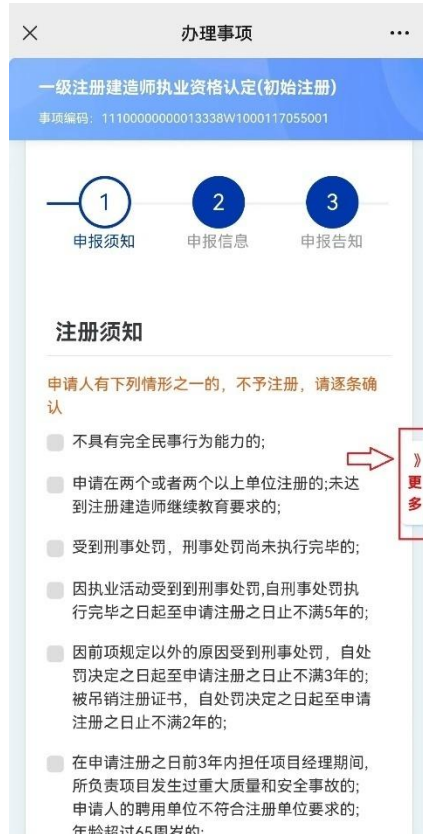 办理事项
一级注册建造师执业资格认定(初始注册)
事项编码：11100000000013338W1000117055001
1
2
3
申报须知
申报信息
申报告知
注册须知
申请人有下列情形之一的，不予注册，请逐条确
认
不具有完全民事行为能力的;
申请在两个或者两个以上单位注册的;未达
到注册建造师继续教育要求的;
受到刑事处罚，刑事处罚尚未执行完毕的;
因执业活动受到到刑事处罚,自刑事处罚执
行完毕之日起至申请注册之日止不满5年的;
因前项规定以外的原因受到刑事处罚，自处
罚决定之日起至申请注册之日止不满3年的;
被吊销注册证书，自处罚决定之日起至申请
注册之日止不满2年的;
在申请注册之日前3年内担任项目经理期间,
所负责项目发生过重大质量和安全事故的;
申请人的聘用单位不符合注册单位要求的;
年龄超过65周岁的;
》
更
多